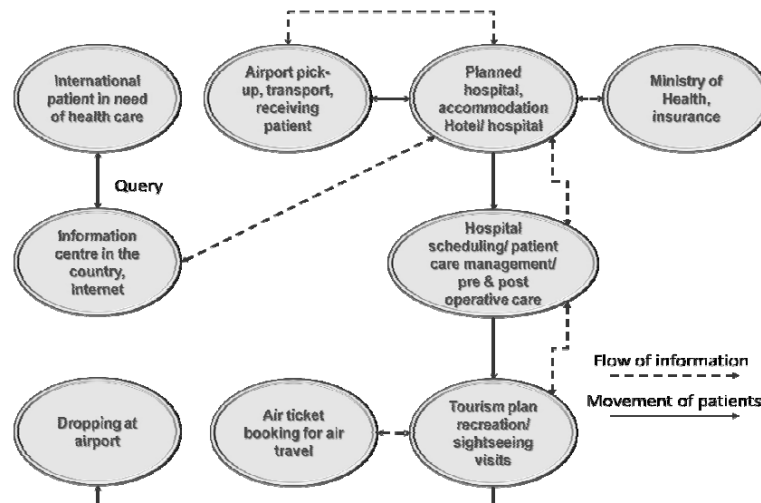 International
patient in need
of health care
Airport pick-
up, transport,
receiving
patient
Planned
hospital,
accommodation
Hotel/ hospital
Ministry of
Health,
insurance
Query
Information
centre in the
country,
Internet
Hospital
scheduling/ patient
care management/
pre & post
operative care
Flow of information
Movement of patients
Dropping at
airport
Air ticket
booking for air
travel
Tourism plan
recreation/
sightseeing
visits